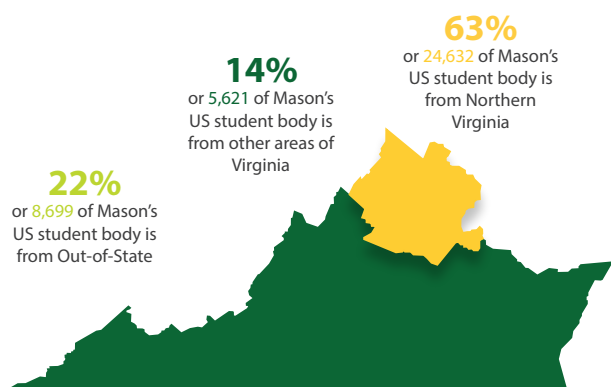 63%
or 24,632 of Mason's
US student body is
from Northern
Virginia
14%
or 5,621 of Mason's
US student body is
from other areas of
Virginia
22%
or 8,699 of Mason's
US student body is
from Out-of-State